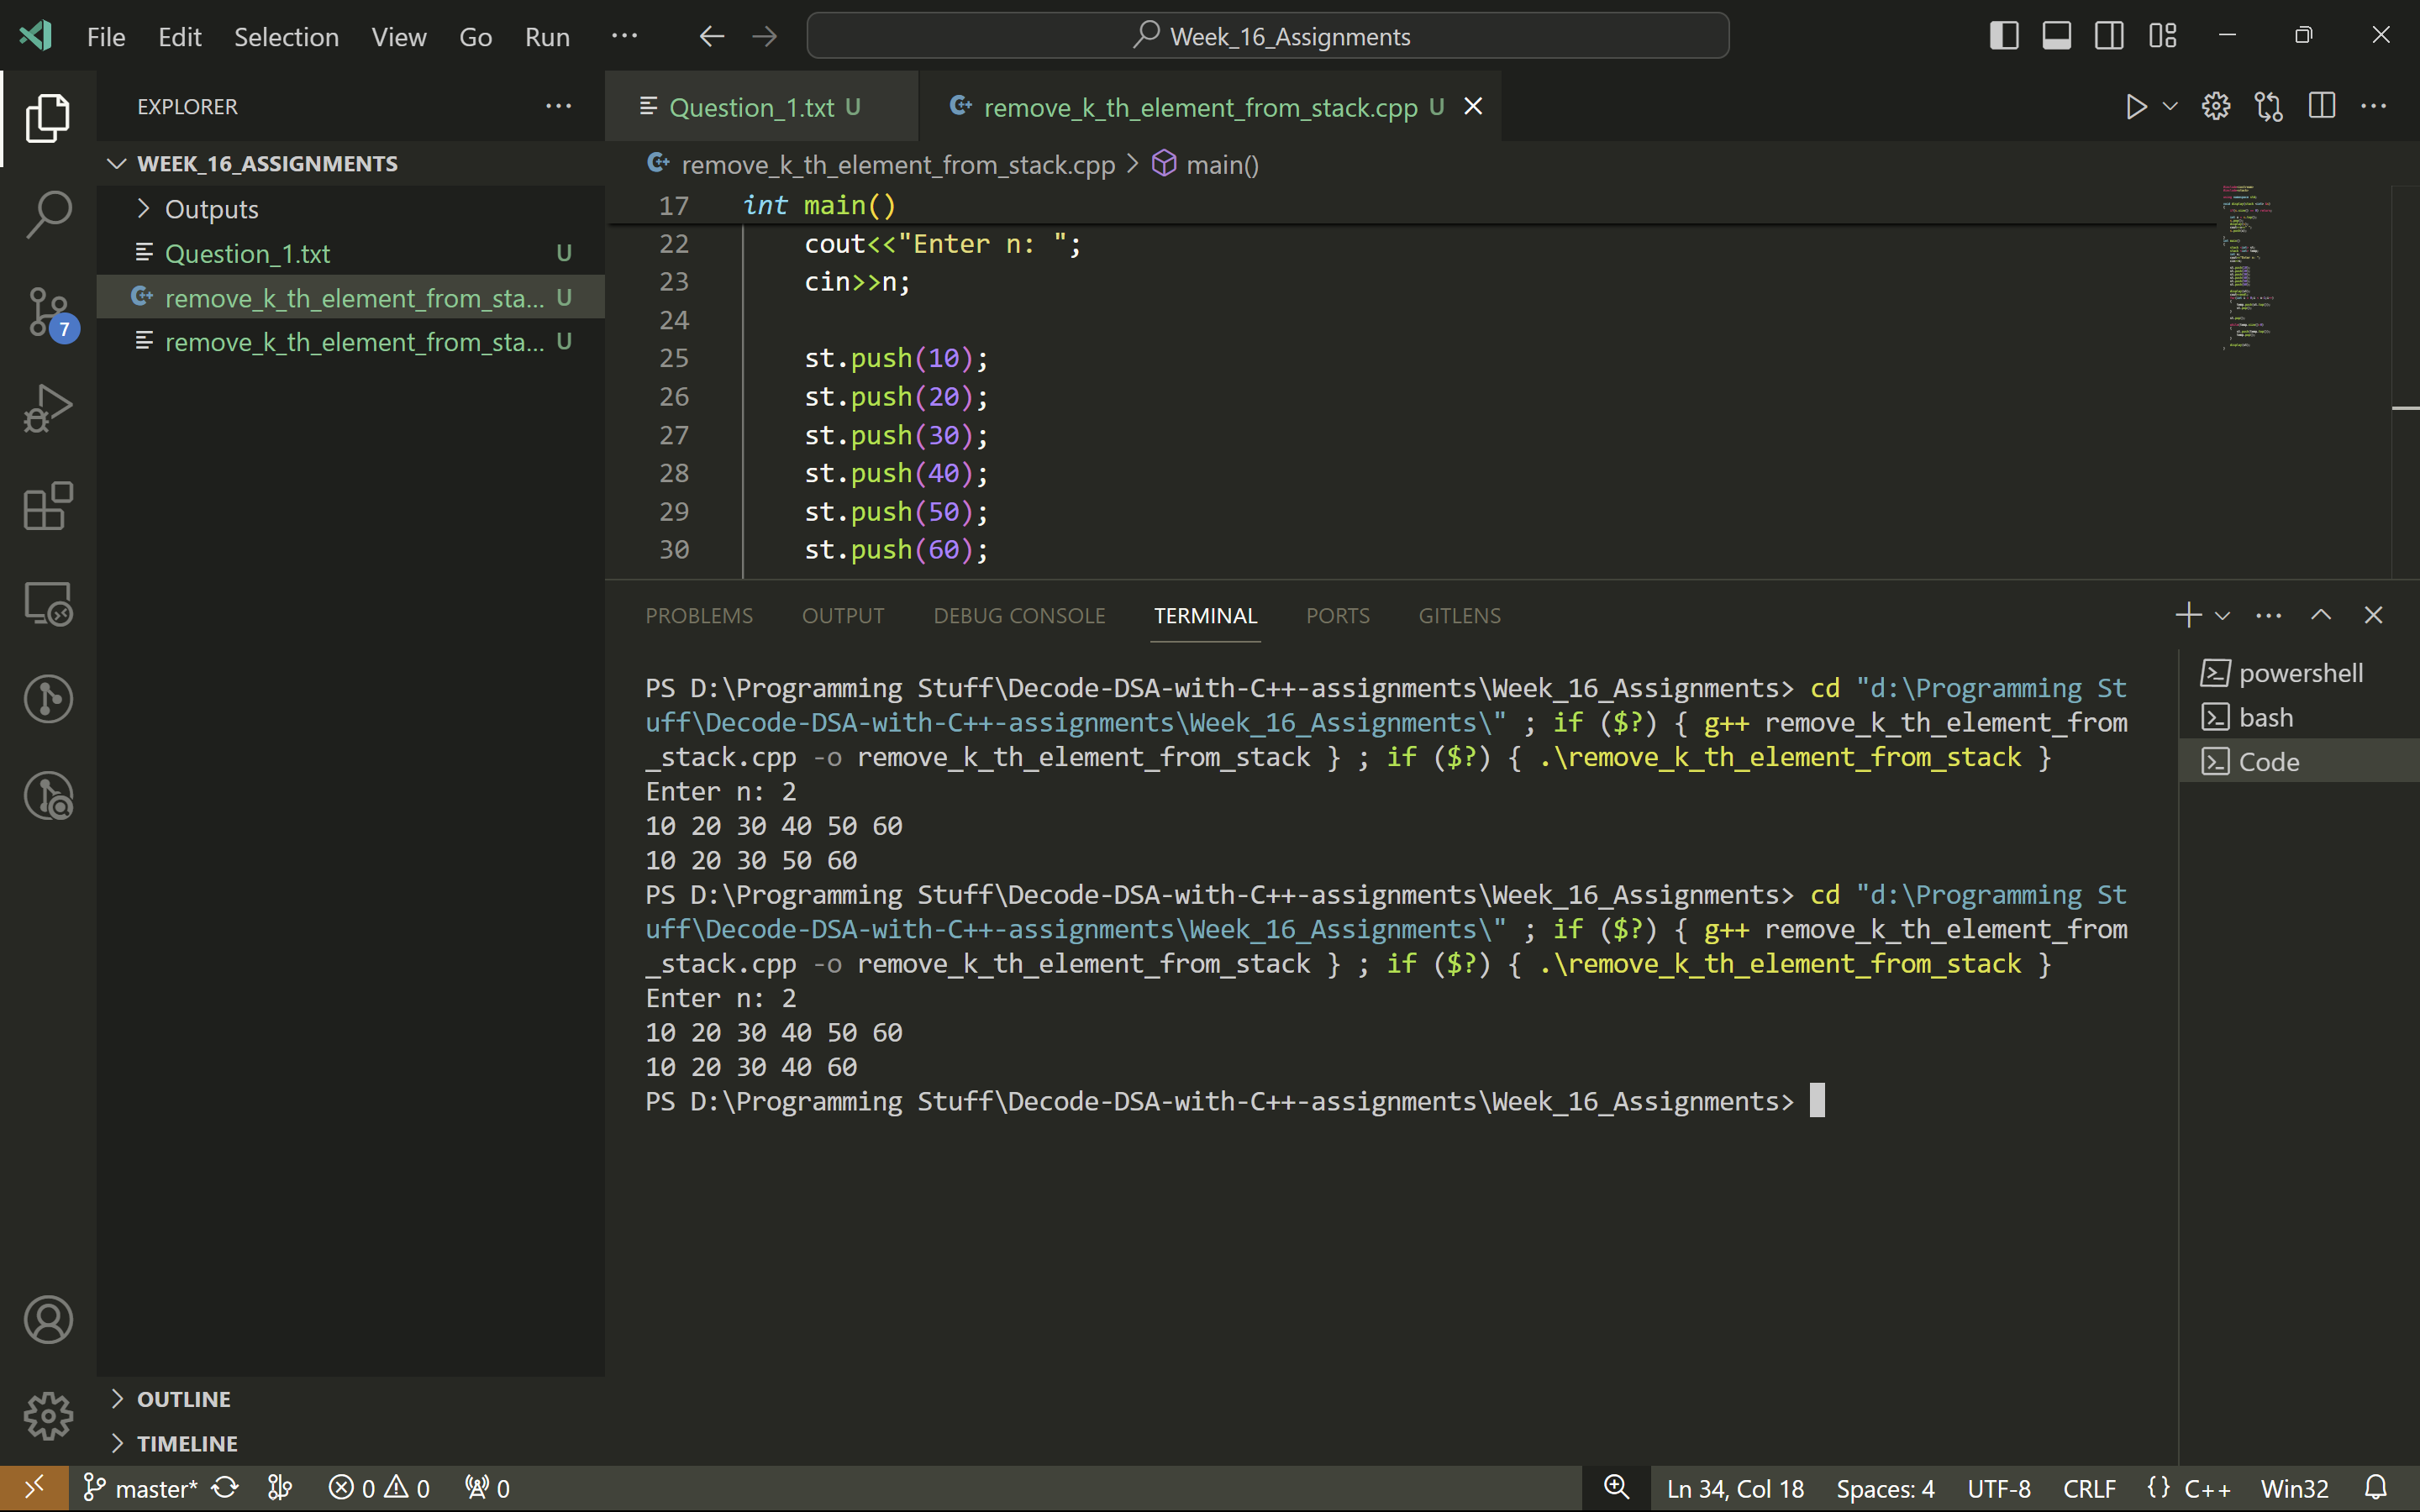 File Edit Selection View Go Run ···
Week_16_Assignments
EXPLORER
WEEK_16_ASSIGNMENTS
Outputs
Question_1.txt U
remove_k_th_element_from_sta... U
remove_k_th_element_from_sta... U
7
OUTLINE
TIMELINE
Question_1.txt U
remove_k_th_element_from_stack.cpp U
remove_k_th_element_from_stack.cpp > main()
17 int main()
22 cout<<"Enter n: ";
23 cin>>n;
24
25 st.push(10);
26 st.push(20);
27 st.push(30);
28 st.push(40);
29 st.push(50);
30 st.push(60);
PROBLEMS OUTPUT DEBUG CONSOLE TERMINAL PORTS GITLENS
PS D:\Programming Stuff\Decode-DSA-with-C++-assignments\Week_16_Assignments> cd "d:\Programming St
uff\Decode-DSA-with-C++-assignments\Week_16_Assignments\" ; if ($?) { g++ remove_k_th_element_from
_stack.cpp -o remove_k_th_element_from_stack } ; if ($?) { .\remove_k_th_element_from_stack }
Enter n: 2
10 20 30 40 50 60
10 20 30 50 60
PS D:\Programming Stuff\Decode-DSA-with-C++-assignments\Week_16_Assignments> cd "d:\Programming St
uff\Decode-DSA-with-C++-assignments\Week_16_Assignments\" ; if ($?) { g++ remove_k_th_element_from
_stack.cpp -o remove_k_th_element_from_stack } ; if ($?) { .\remove_k_th_element_from_stack }
Enter n: 2
10 20 30 40 50 60
10 20 30 40 60
PS D:\Programming Stuff\Decode-DSA-with-C++-assignments\Week_16_Assignments>
powershell
bash
Code
master* 0 0 0 Ln 34, Col 18 Spaces: 4 UTF-8 CRLF {} C++ Win32